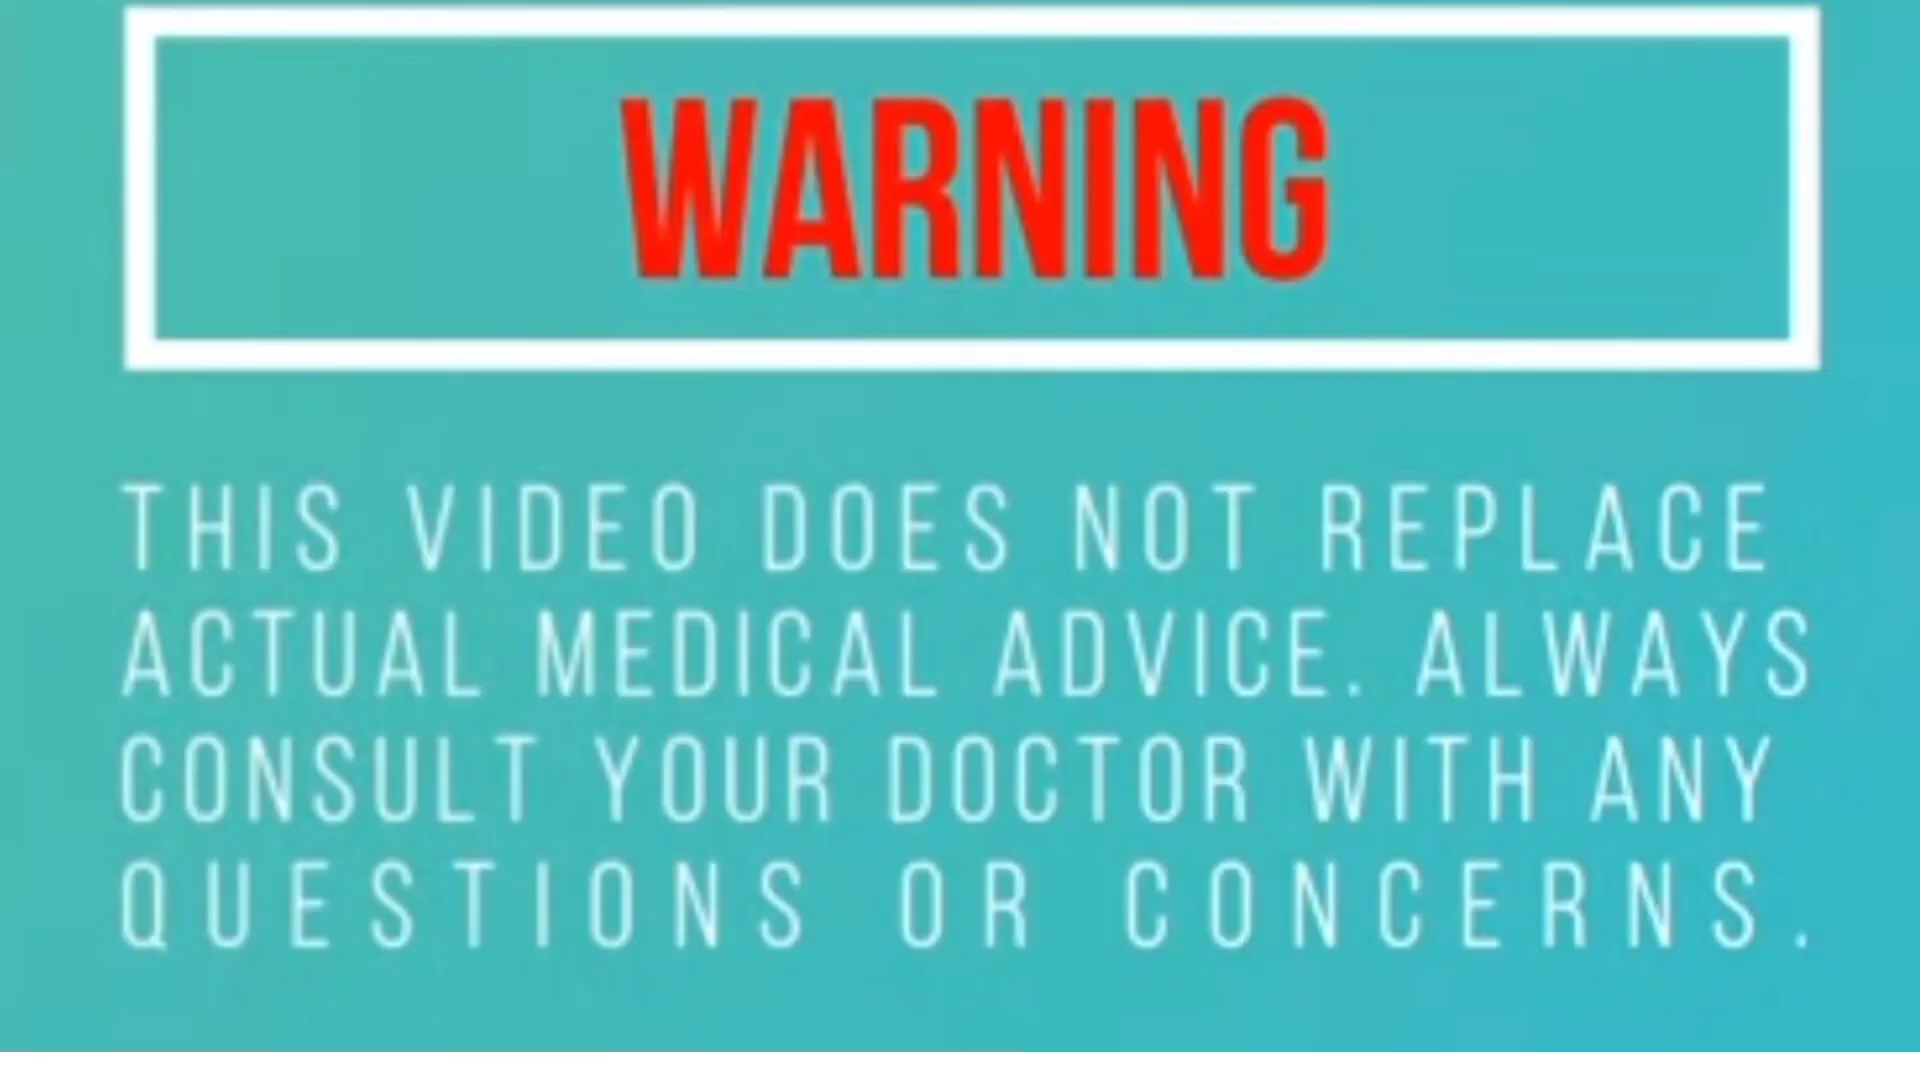 WARNING
THIS VIDEO DOES NOT REPLACE
ACTUAL MEDICAL ADVICE. ALWAYS
CONSULT YOUR DOCTOR WITH ANY
QUESTIONS OR CONCERNS.